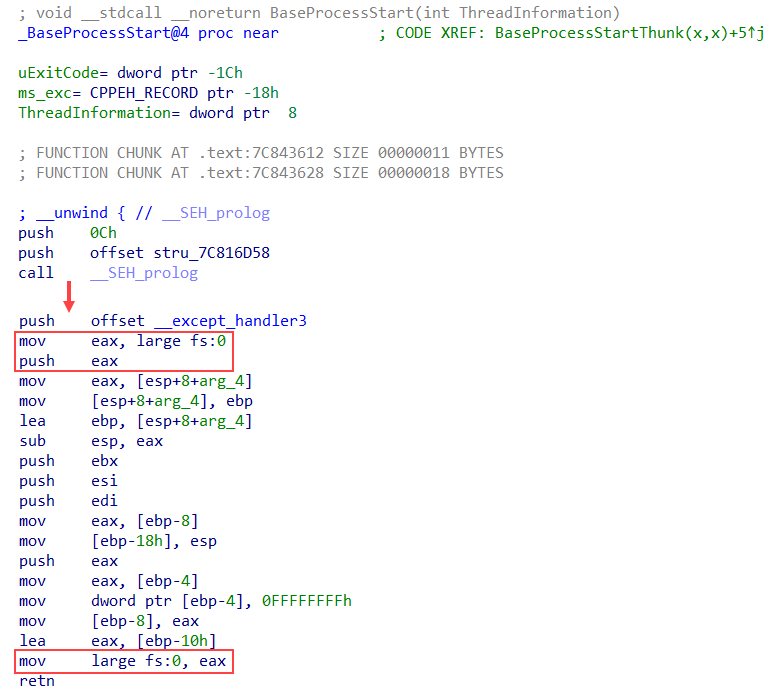 ; void __stdcall __noreturn BaseProcessStart(int ThreadInformation)
_BaseProcessStart@4 proc near ; CODE XREF: BaseProcessStartThunk(x,x)+5↑j
uExitCode= dword ptr -1Ch
ms_exc= CPPEH_RECORD ptr -18h
ThreadInformation= dword ptr  8
; FUNCTION CHUNK AT .text:7C843612 SIZE 00000011 BYTES
; FUNCTION CHUNK AT .text:7C843628 SIZE 00000018 BYTES
; __unwind { // __SEH_prolog
push 0Ch
push offset stru_7C816D58
call __SEH_prolog
push offset __except_handler3
mov eax, large fs:0
push eax
mov eax, [esp+8+arg_4]
mov [esp+8+arg_4], ebp
lea ebp, [esp+8+arg_4]
sub esp, eax
push ebx
push esi
push edi
mov eax, [ebp-8]
mov [ebp-18h], esp
push eax
mov eax, [ebp-4]
mov dword ptr [ebp-4], 0FFFFFFFFh
mov [ebp-8], eax
lea eax, [ebp-10h]
mov large fs:0, eax
retn